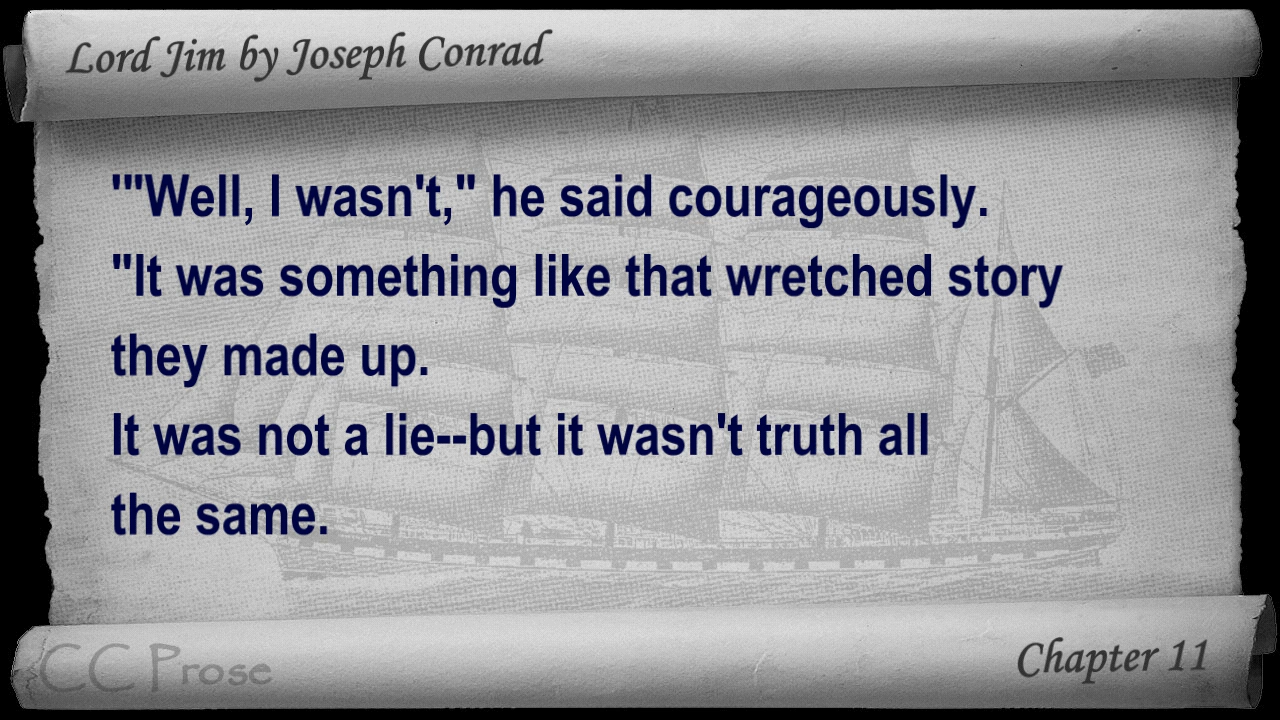 Lord Jim by Joseph Conrad
'"Well, I wasn't," he said courageously.
"It was something like that wretched story
they made up.
It was not a lie--but it wasn't truth all
the same.
CC Prose
Chapter 11